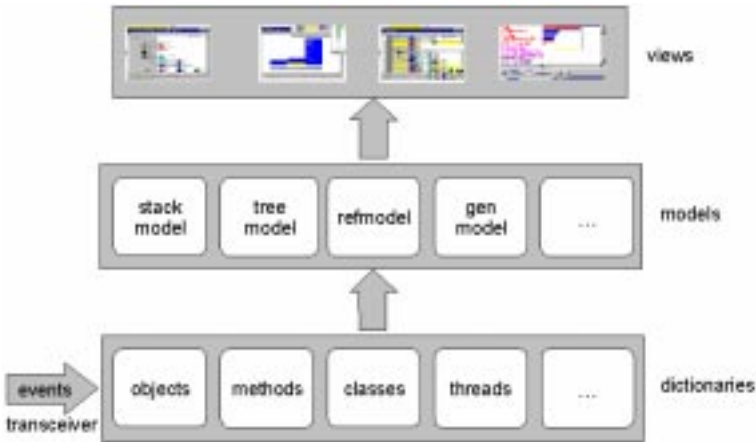 views
stack
model
tree
model
refmodel
gen
model
...
models
events
transceiver
objects
methods
classes
threads
...
dictionaries